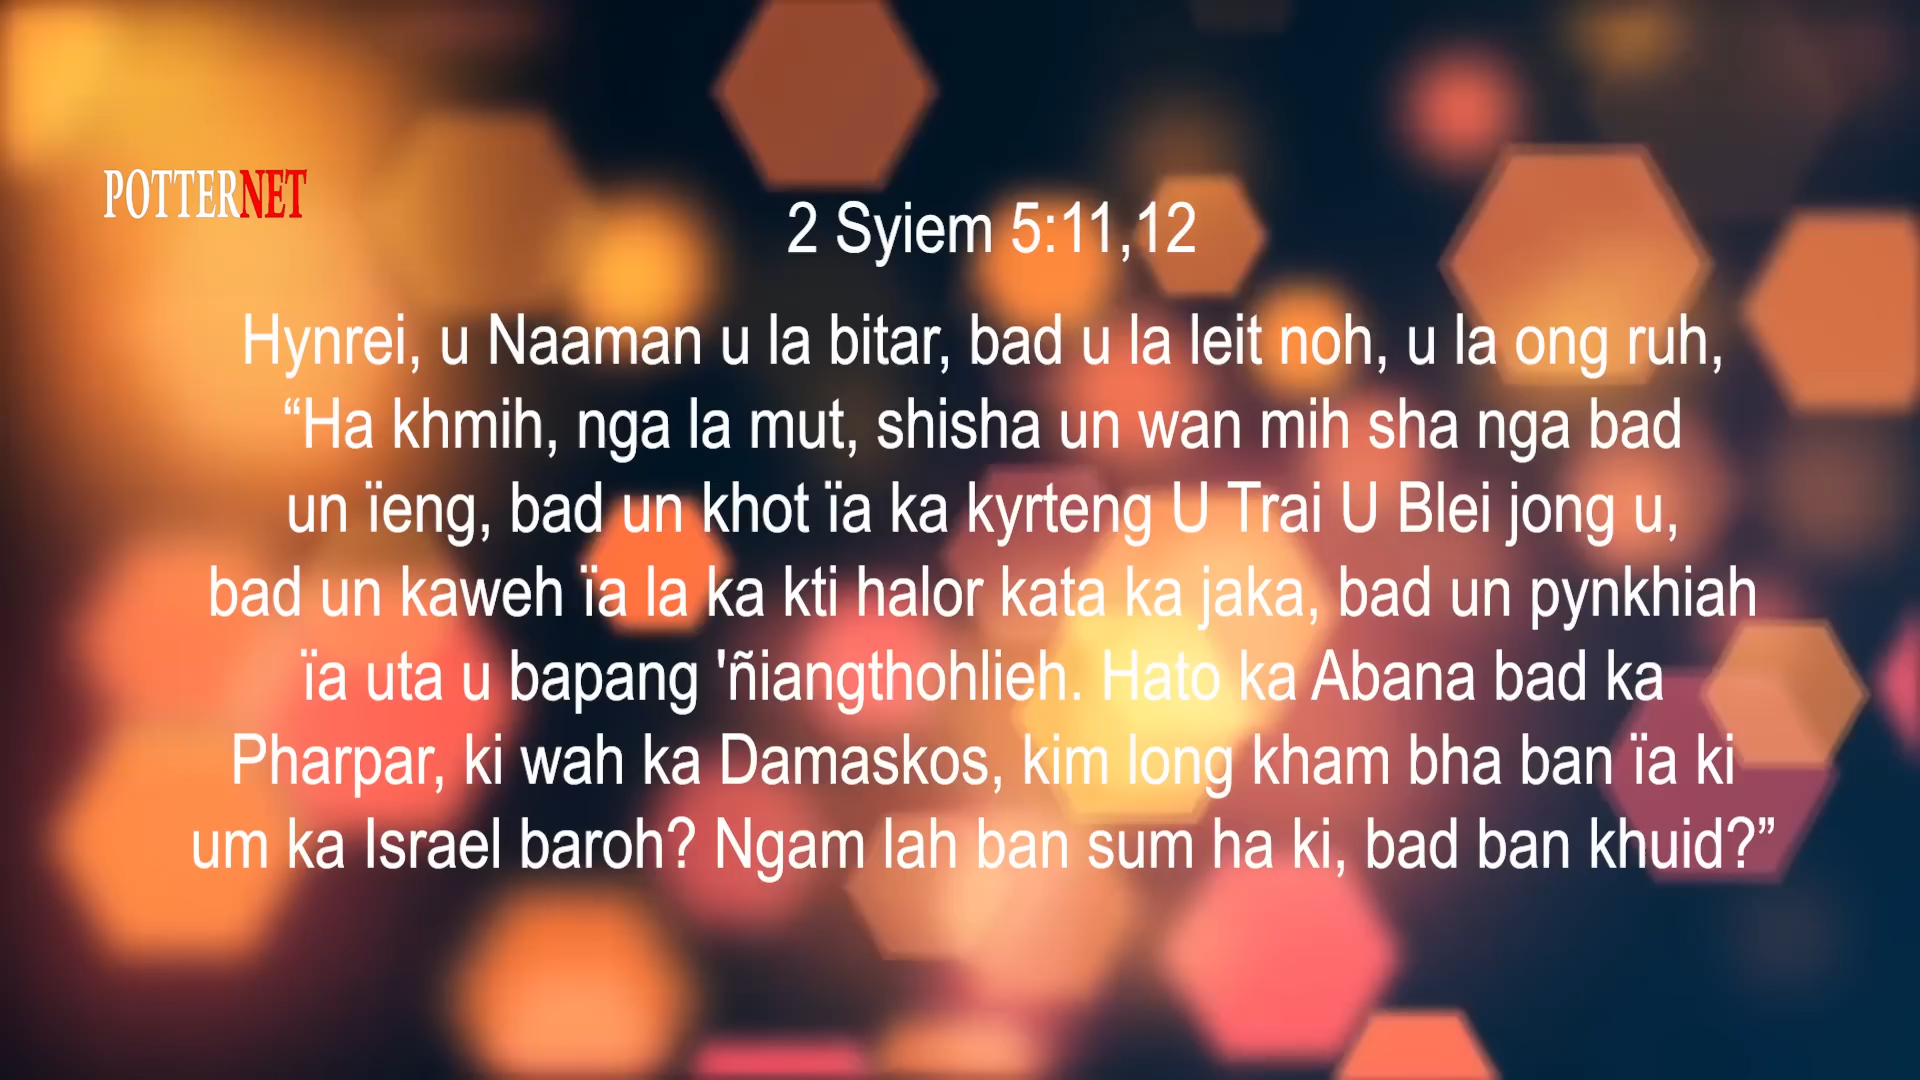 POTTERNET
2 Syiem 5:11,12
Hynrei, u Naaman u la bitar, bad u la leit noh, u la ong ruh,
“Ha khmih, nga la mut, shisha un wan mih sha nga bad
un ïeng, bad un khot ïa ka kyrteng U Trai U Blei jong u,
bad un kaweh ïa la ka kti halor kata ka jaka, bad un pynkhiah
ïa uta u bapang 'ñiangthohlieh. Hato ka Abana bad ka
Pharpar, ki wah ka Damaskos, kim long kham bha ban ïa ki
um ka Israel baroh? Ngam lah ban sum ha ki, bad ban khuid?”